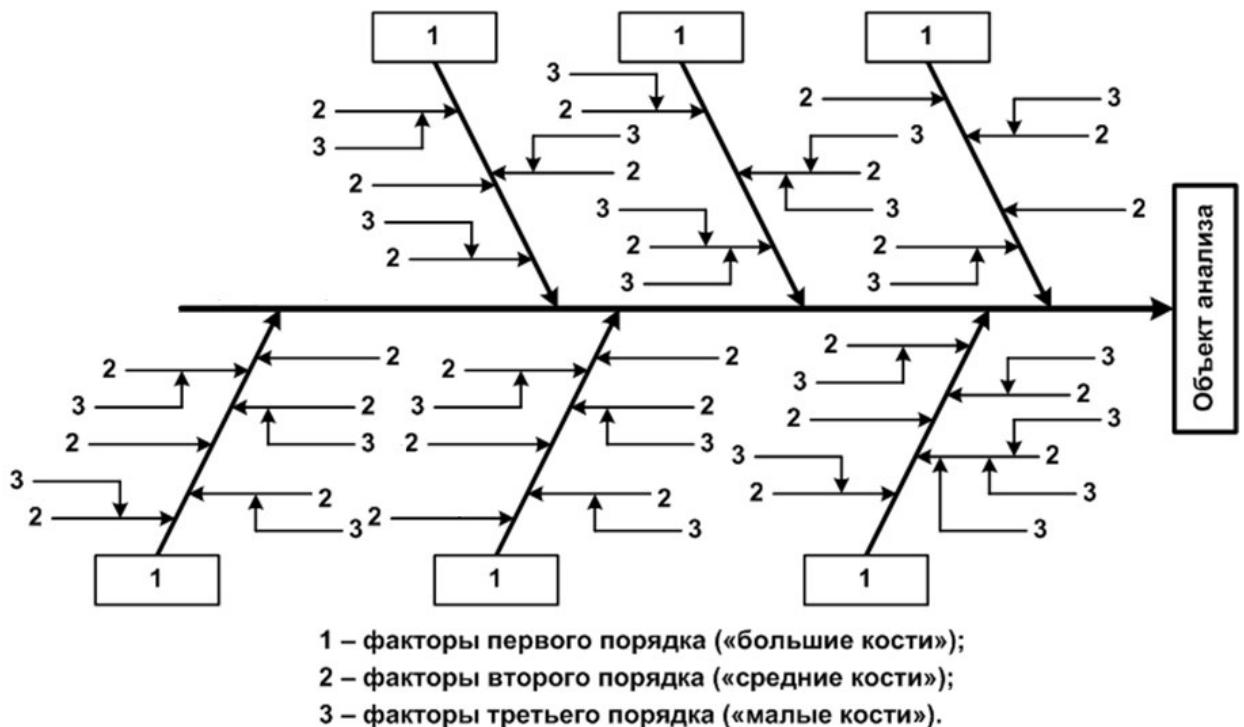 1 1 1
3
2 3
2 2
3 3 2
3
2 2
2
3 3 2
3
2 2
2
3 3
Объект анализа
2
2 2 3
2 2
3
2
3 2 3 2
2 3
2 3 2 3
3 2
3
2 2 2 3
2 2
3 3 3
1 1 1
1 – факторы первого порядка («большие кости»);
2 – факторы второго порядка («средние кости»);
3 – факторы третьего порядка («малые кости»).